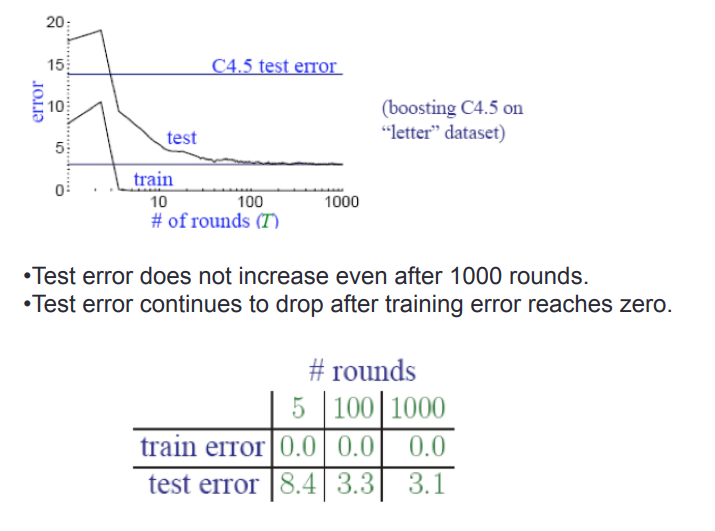 20
15
10
5
0
error
C4.5 test error
test
train
10 100 1000
# of rounds (T)
(boosting C4.5 on
“letter” dataset)
•Test error does not increase even after 1000 rounds.
•Test error continues to drop after training error reaches zero.
# rounds
5 100 1000
train error 0.0 0.0 0.0
test error 8.4 3.3 3.1